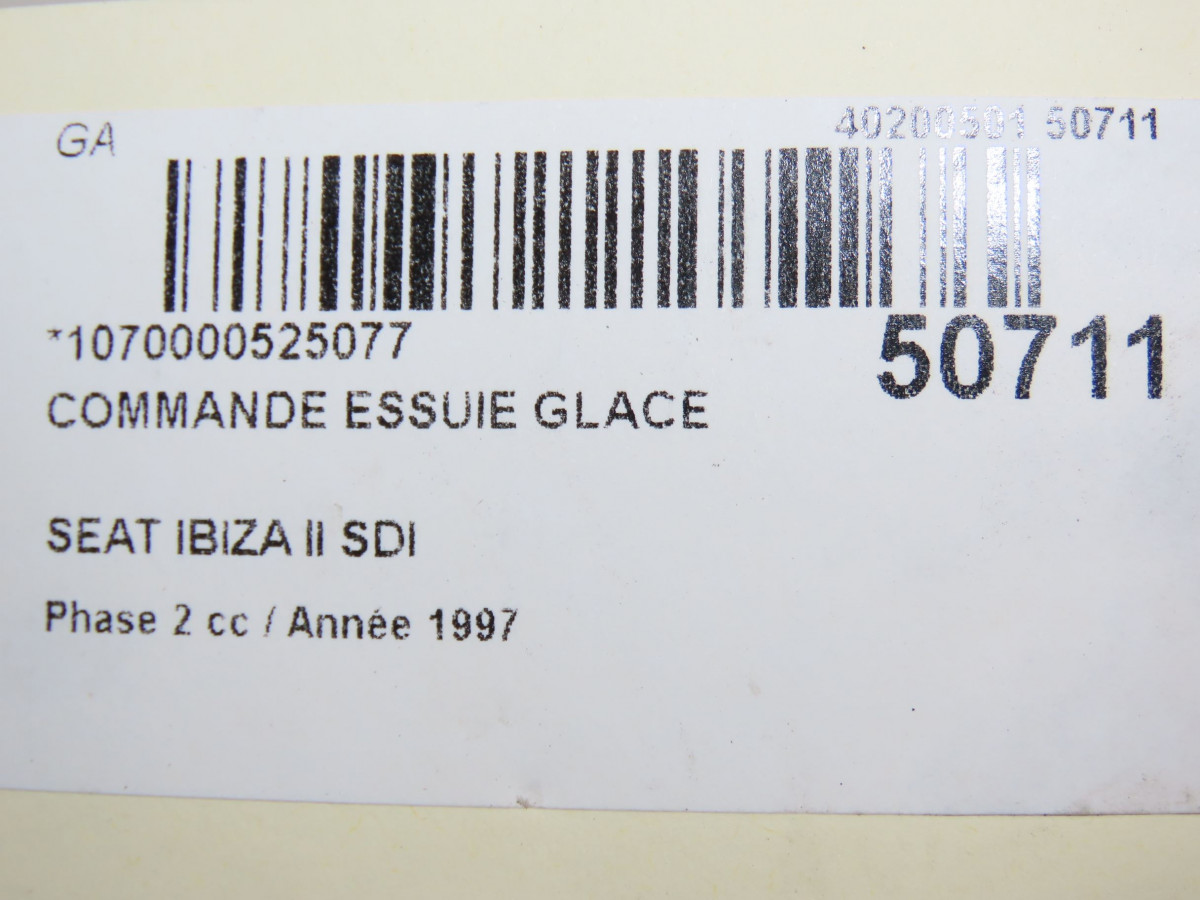 GA
40200501 50711
*1070000525077
50711
COMMANDE ESSUIE GLACE
SEAT IBIZA II SDI
Phase 2 cc / Année 1997